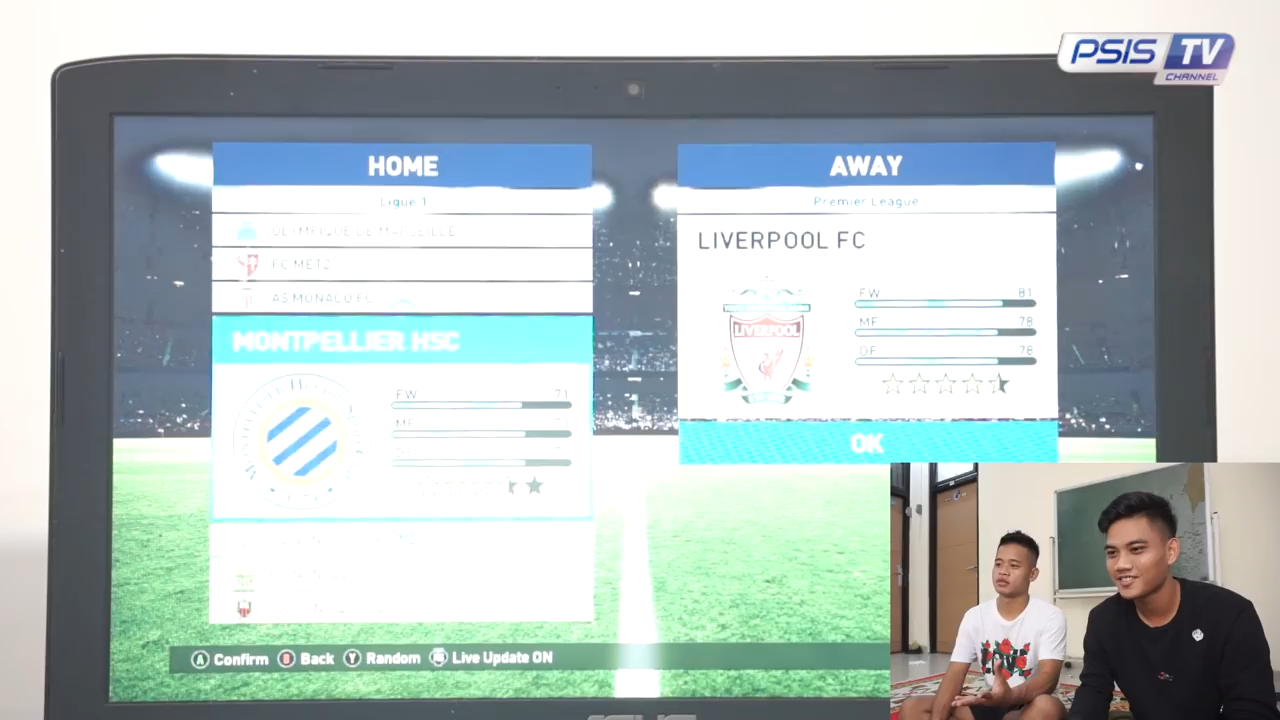 PSIS TV
CHANNEL
HOME
Ligue 1
OLYMPIQUE DE MARSEILLE
FC METZ
AS MONACO FC
MONTPELLIER HSC
FW 71
MF
AWAY
Premier League
LIVERPOOL FC
LIVERPOOL
FW 81
MF 78
DF 78
OK
A Confirm B Back Y Random Live Update ON